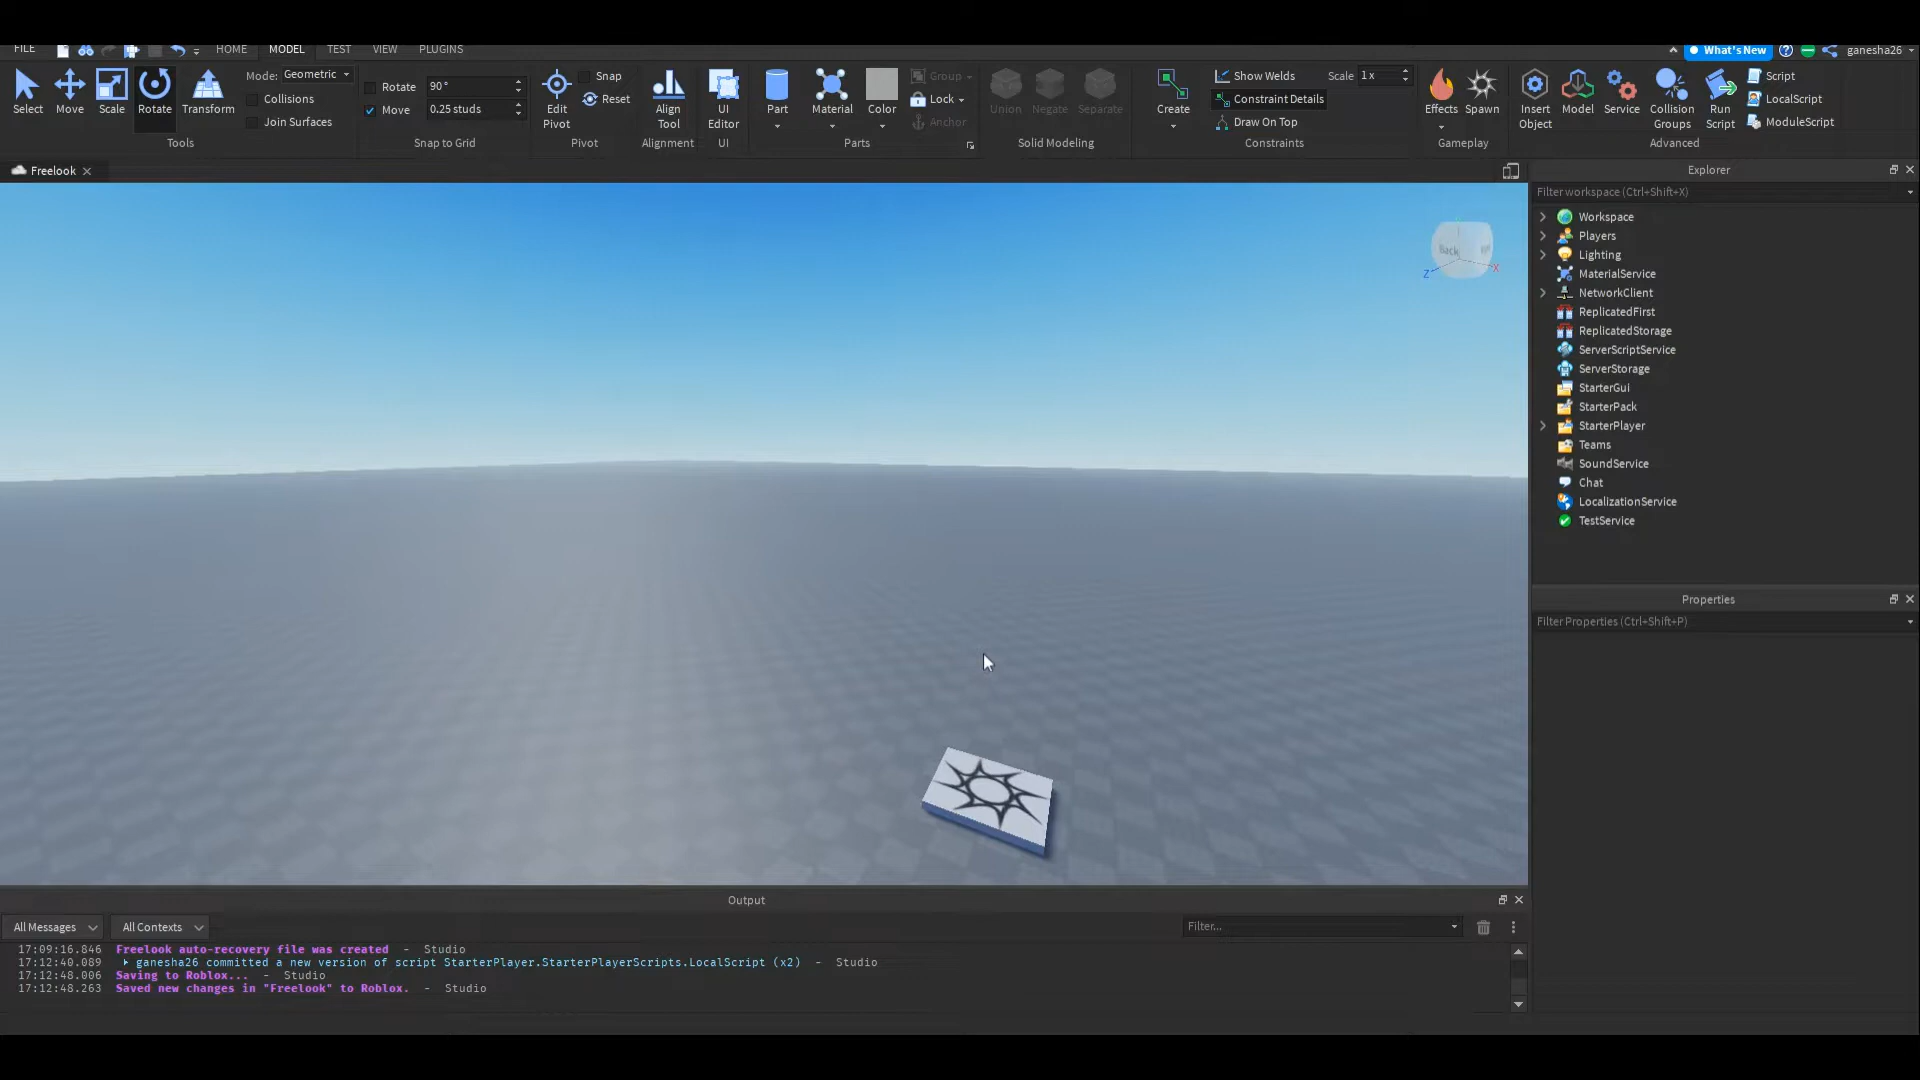 FILE HOME MODEL TEST VIEW PLUGINS What's New ganesha26
Select Move Scale Rotate Transform
Mode: Geometric
Collisions
Join Surfaces
Tools
Rotate 90°
Move 0.25 studs
Snap to Grid
Edit Pivot
Snap
Reset
Pivot
Align Tool
Alignment
UI Editor
UI
Part Material Color
Group
Lock
Anchor
Parts
Union Negate Separate
Solid Modeling
Create
Show Welds Scale 1 x
Constraint Details
Draw On Top
Constraints
Effects Spawn
Gameplay
Insert Object Model Service Collision Groups Run Script
Script
LocalScript
ModuleScript
Advanced
Freelook
Back
Z X
Explorer
Filter workspace (Ctrl+Shift+X)
Workspace
Players
Lighting
MaterialService
NetworkClient
ReplicatedFirst
ReplicatedStorage
ServerScriptService
ServerStorage
StarterGui
StarterPack
StarterPlayer
Teams
SoundService
Chat
LocalizationService
TestService
Properties
Filter Properties (Ctrl+Shift+P)
Output
All Messages All Contexts Filter...
17:09:16.846 Freelook auto-recovery file was created - Studio
17:12:40.089 ganesha26 committed a new version of script StarterPlayer.StarterPlayerScripts.LocalScript (x2) - Studio
17:12:48.006 Saving to Roblox... - Studio
17:12:48.263 Saved new changes in "Freelook" to Roblox. - Studio